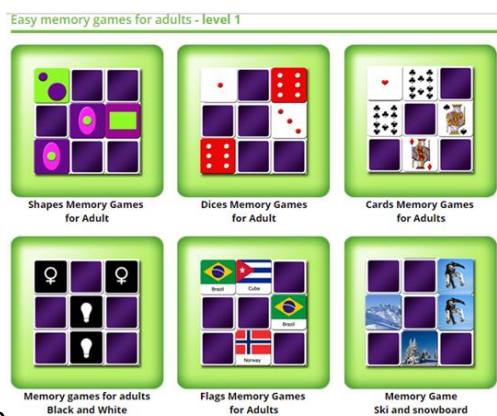 Easy memory games for adults - level 1
Shapes Memory Games
for Adult
Dices Memory Games
for Adult
Cards Memory Games
for Adults
Brazil
Cuba
Brazil
Norway
Memory games for adults
Black and White
Flags Memory Games
for Adults
Memory Game
Ski and snowboard